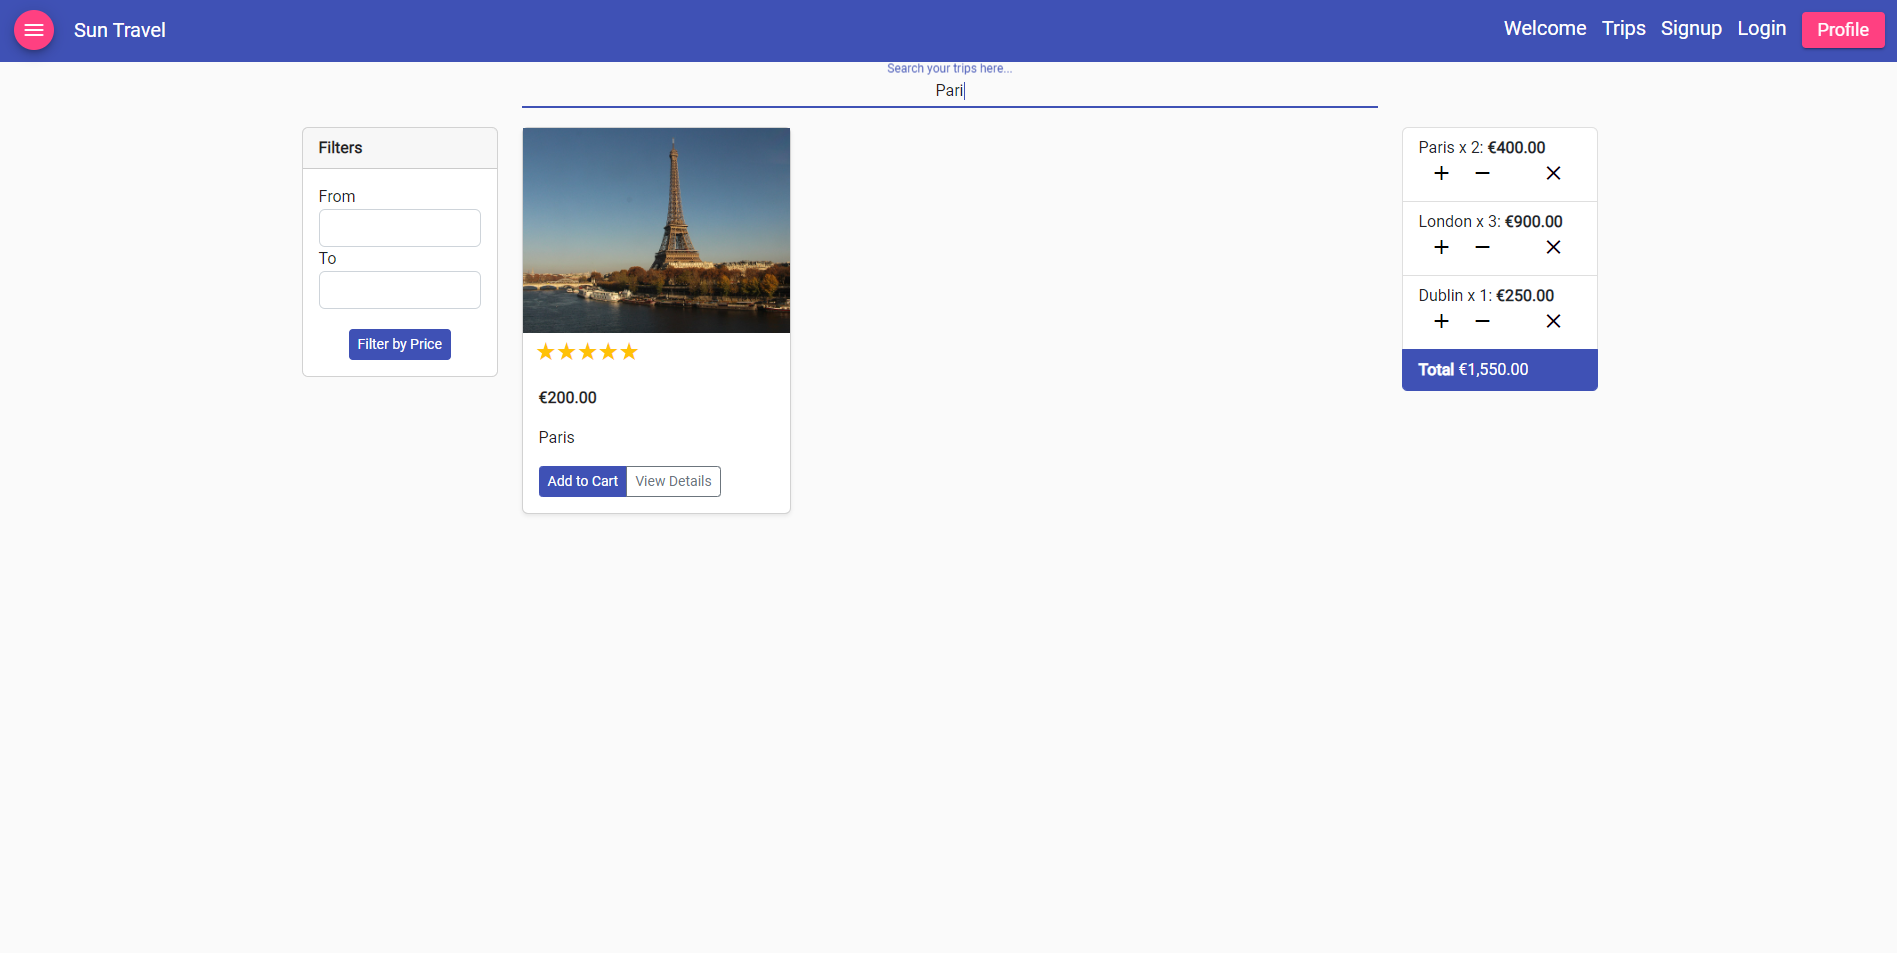 Sun Travel
Welcome Trips Signup Login Profile
Search your trips here...
Pari
Filters
From
To
Filter by Price
€200.00
Paris
Add to Cart View Details
Paris x 2: €400.00
London x 3: €900.00
Dublin x 1: €250.00
Total €1,550.00